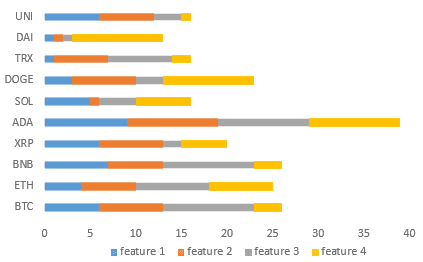 UNI
DAI
TRX
DOGE
SOL
ADA
XRP
BNB
ETH
BTC
0 5 10 15 20 25 30 35 40
feature 1 feature 2 feature 3 feature 4